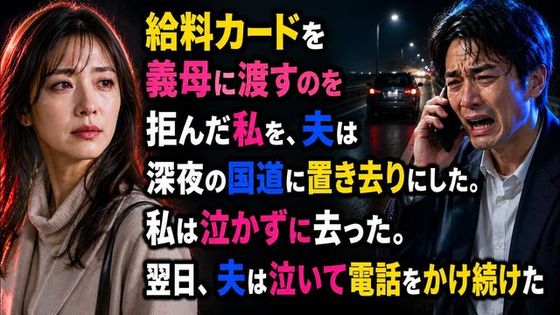 給料カードを
義母に渡すのを
拒んだ私を、夫は
深夜の国道に置き去りにした。
私は泣かずに去った。
翌日、夫は泣いて電話をかけ続けた